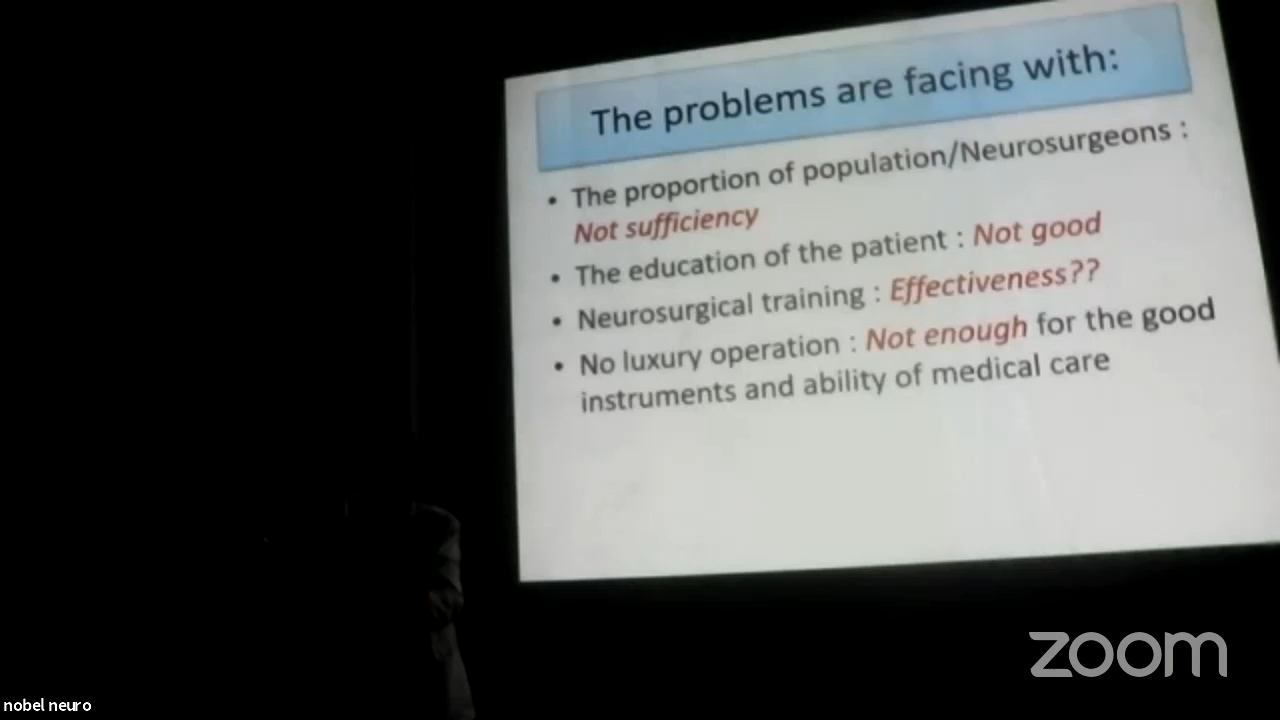 The problems are facing with:
• The proportion of population/Neurosurgeons :
Not sufficiency
• The education of the patient : Not good
• Neurosurgical training : Effectiveness??
• No luxury operation : Not enough for the good
instruments and ability of medical care
zoom
nobel neuro